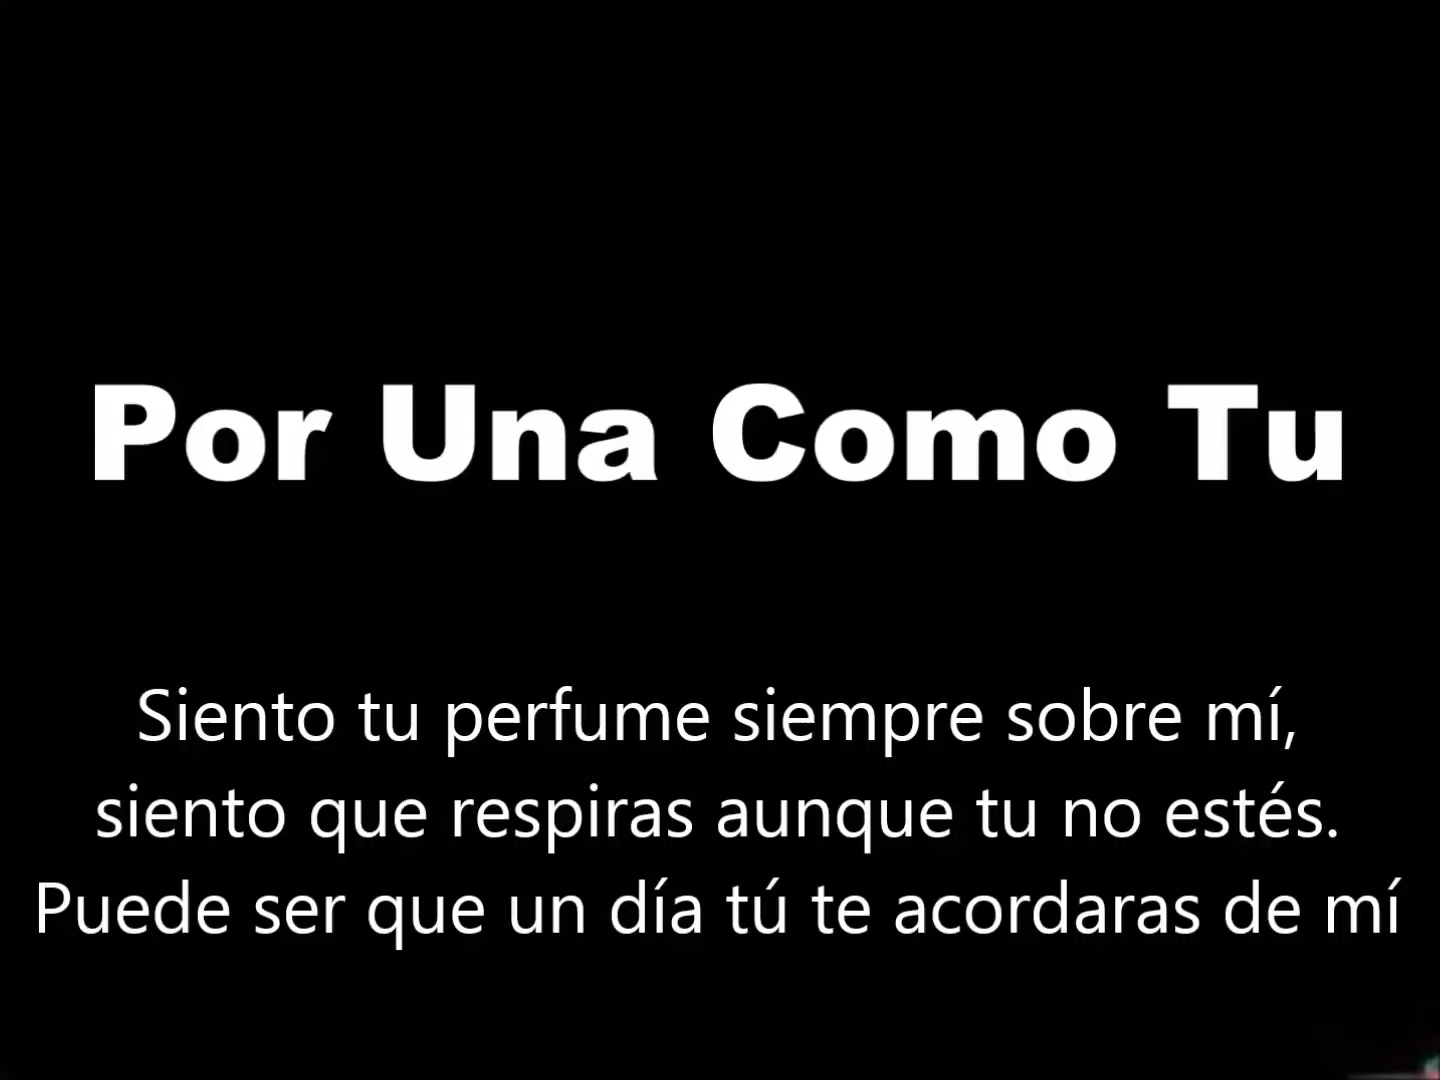 Por Una Como Tu
Siento tu perfume siempre sobre mí,
siento que respiras aunque tu no estés.
Puede ser que un día tú te acordaras de mí